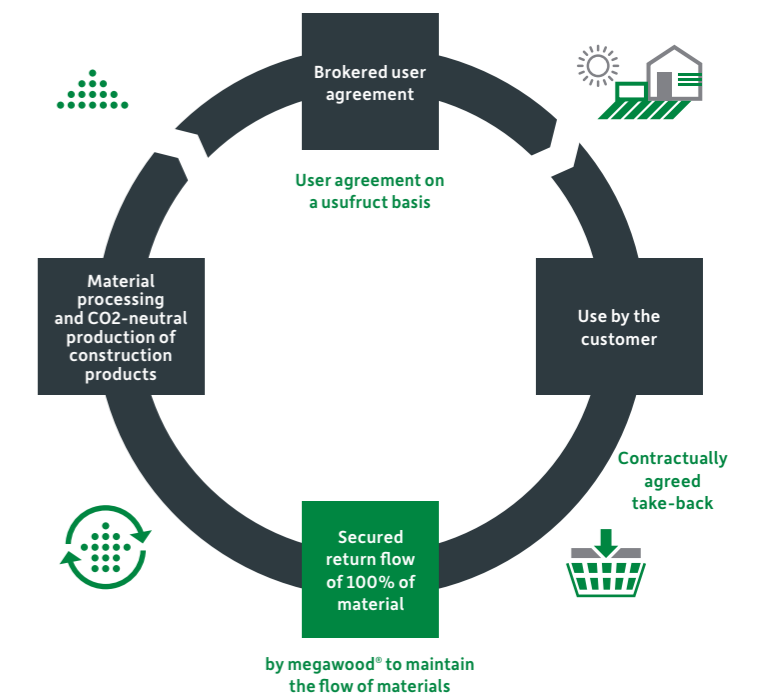 Brokered user
agreement
User agreement on
a usufruct basis
Material
processing
and CO2-neutral
production of
construction
products
Use by the
customer
Contractually
agreed
take-back
Secured
return flow
of 100% of
material
by megawood® to maintain
the flow of materials